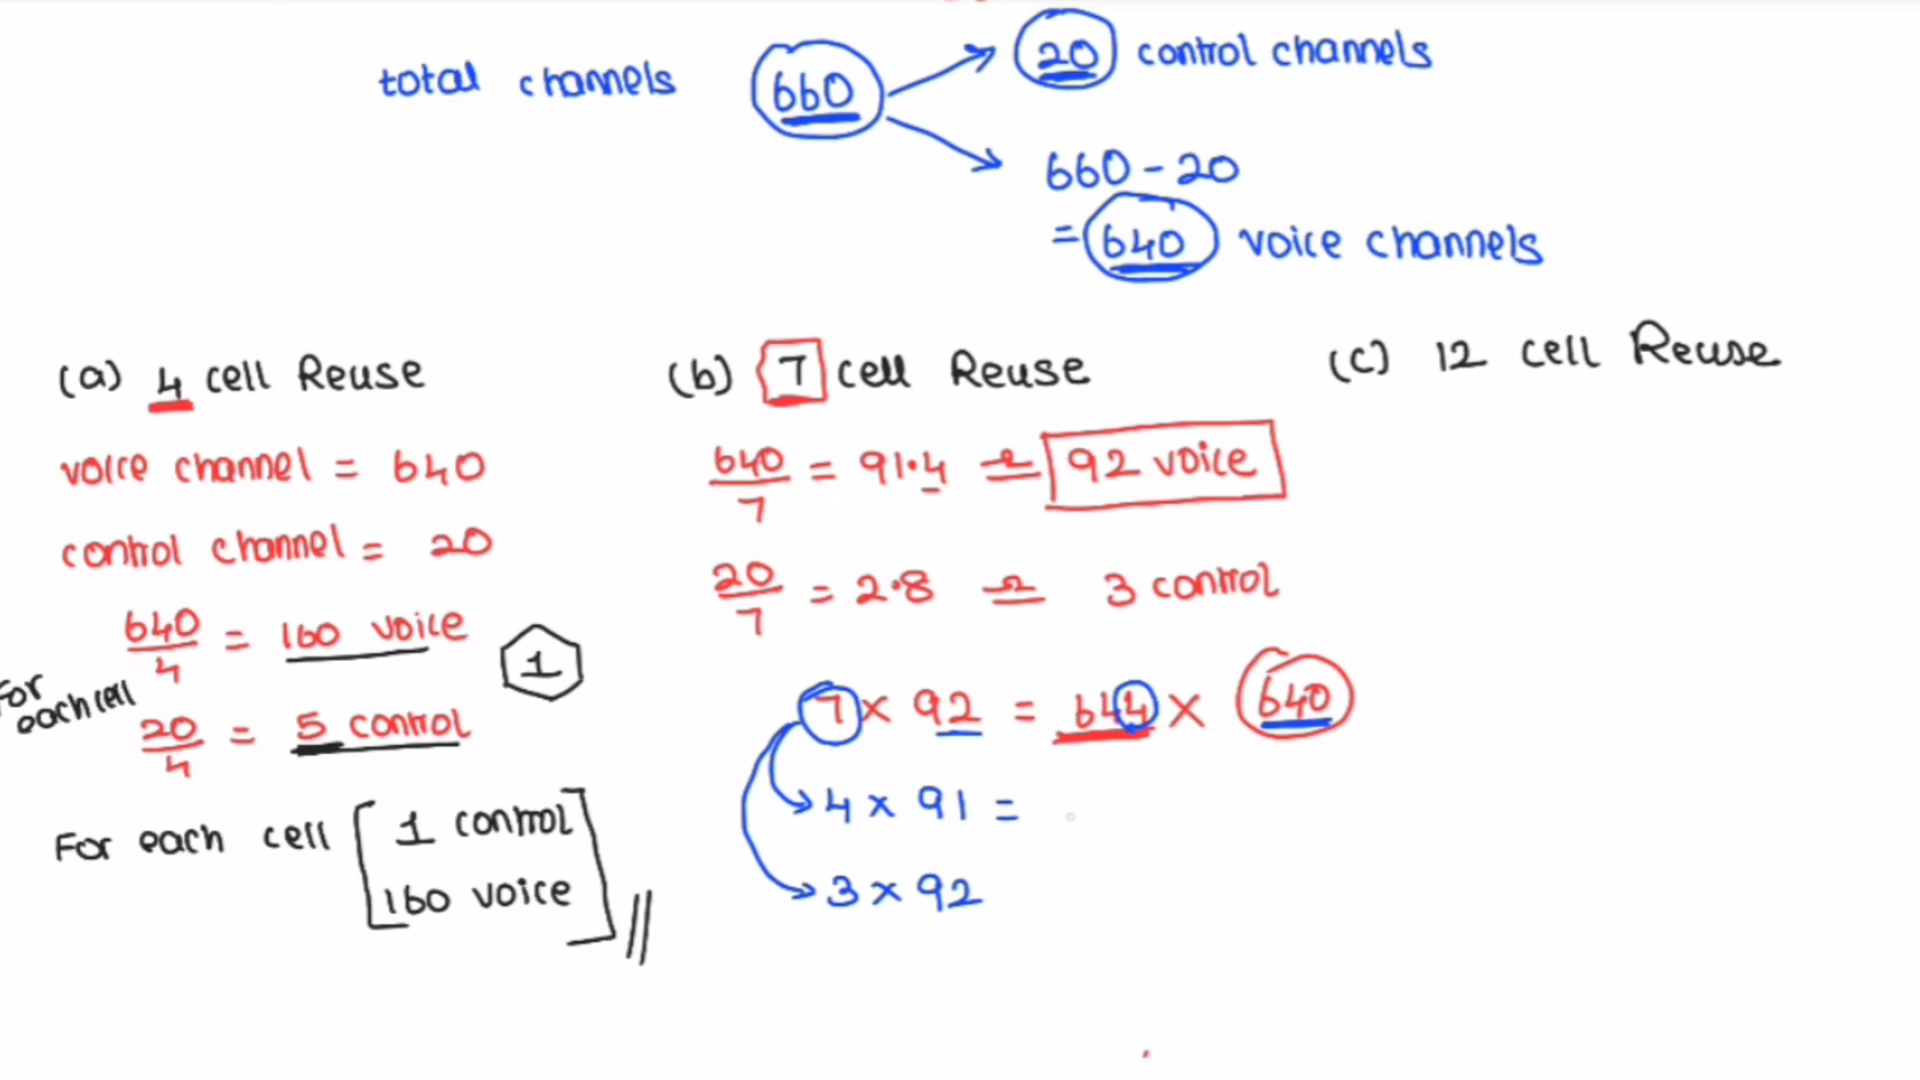 total channels 660 → 20 control channels
→ 660 - 20
= 640 voice channels
(a) 4 cell Reuse
voice channel = 640
control channel = 20
640/4 = 160 voice
For each cell
1
20/4 = 5 control
For each cell [1 control
160 voice] //
(b) 7 cell Reuse
640/7 = 91.4 ≃ 92 voice
20/7 = 2.8 ≃ 3 control
7 × 92 = 644 × 640
→ 4 × 91 =
→ 3 × 92
(c) 12 cell Reuse